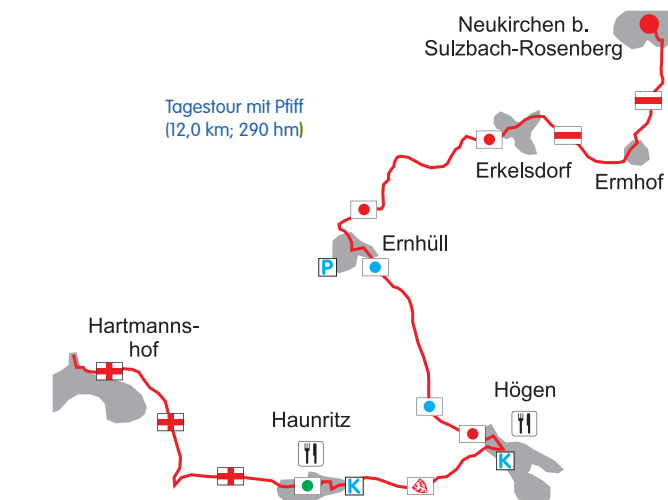 Neukirchen b.
Sulzbach-Rosenberg
Tagestour mit Pfiff
(12,0 km; 290 hm)
Erkelsdorf
Ermhof
Ernhüll
P
Hartmanns-
hof
Högen
Haunritz
K
K